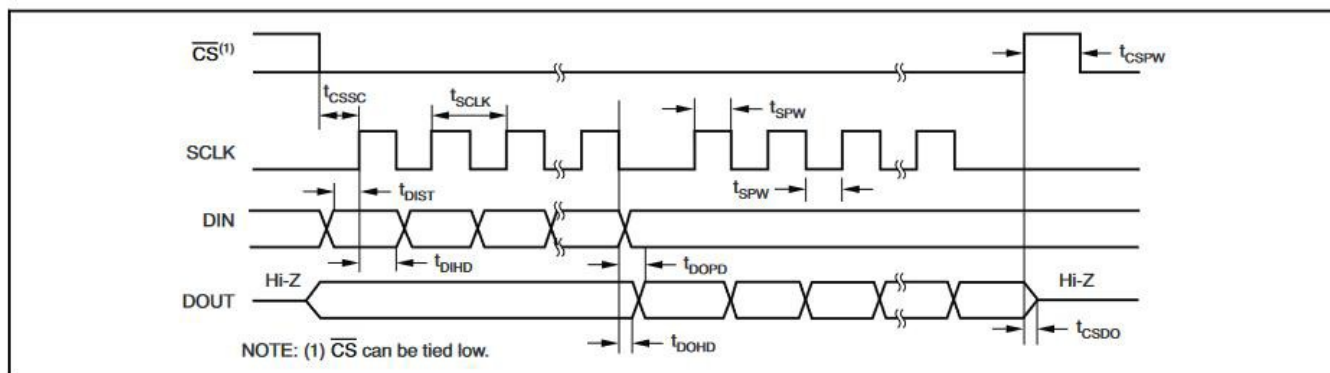 CS(1)
tCSPW
tCSSC
tSCLK
tSPW
SCLK
tDIST
tSPW
DIN
tDIHD
tDOPD
Hi-Z
Hi-Z
DOUT
tCSDO
tDOHD
NOTE: (1) CS can be tied low.